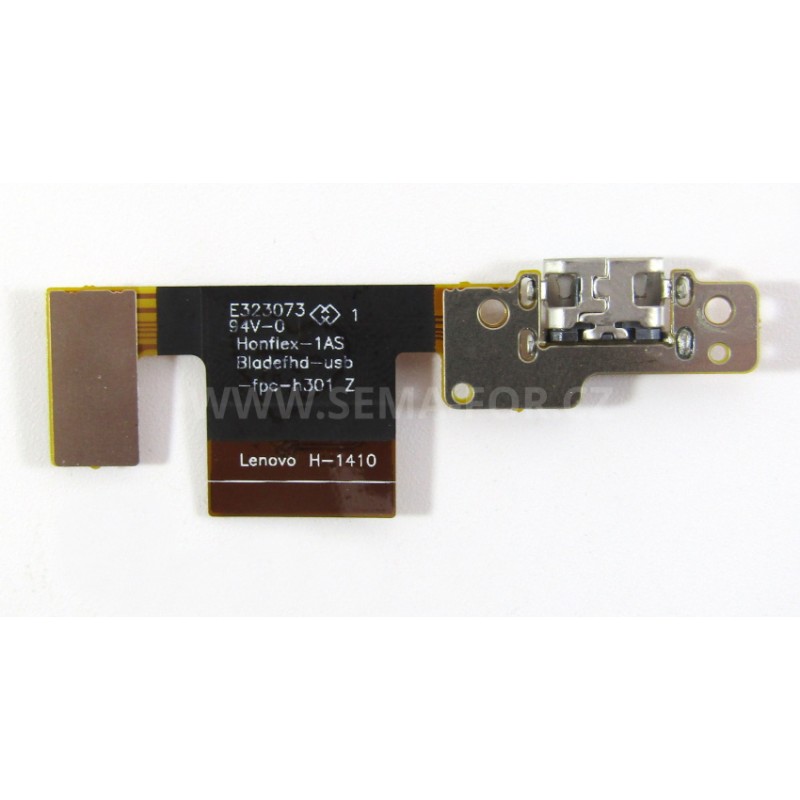 E323073 1
94V-0
Honflex-1AS
Bladefhd-usb
-fpc-h301 Z
WWW.SEMAFOR.CZ
Lenovo H-1410